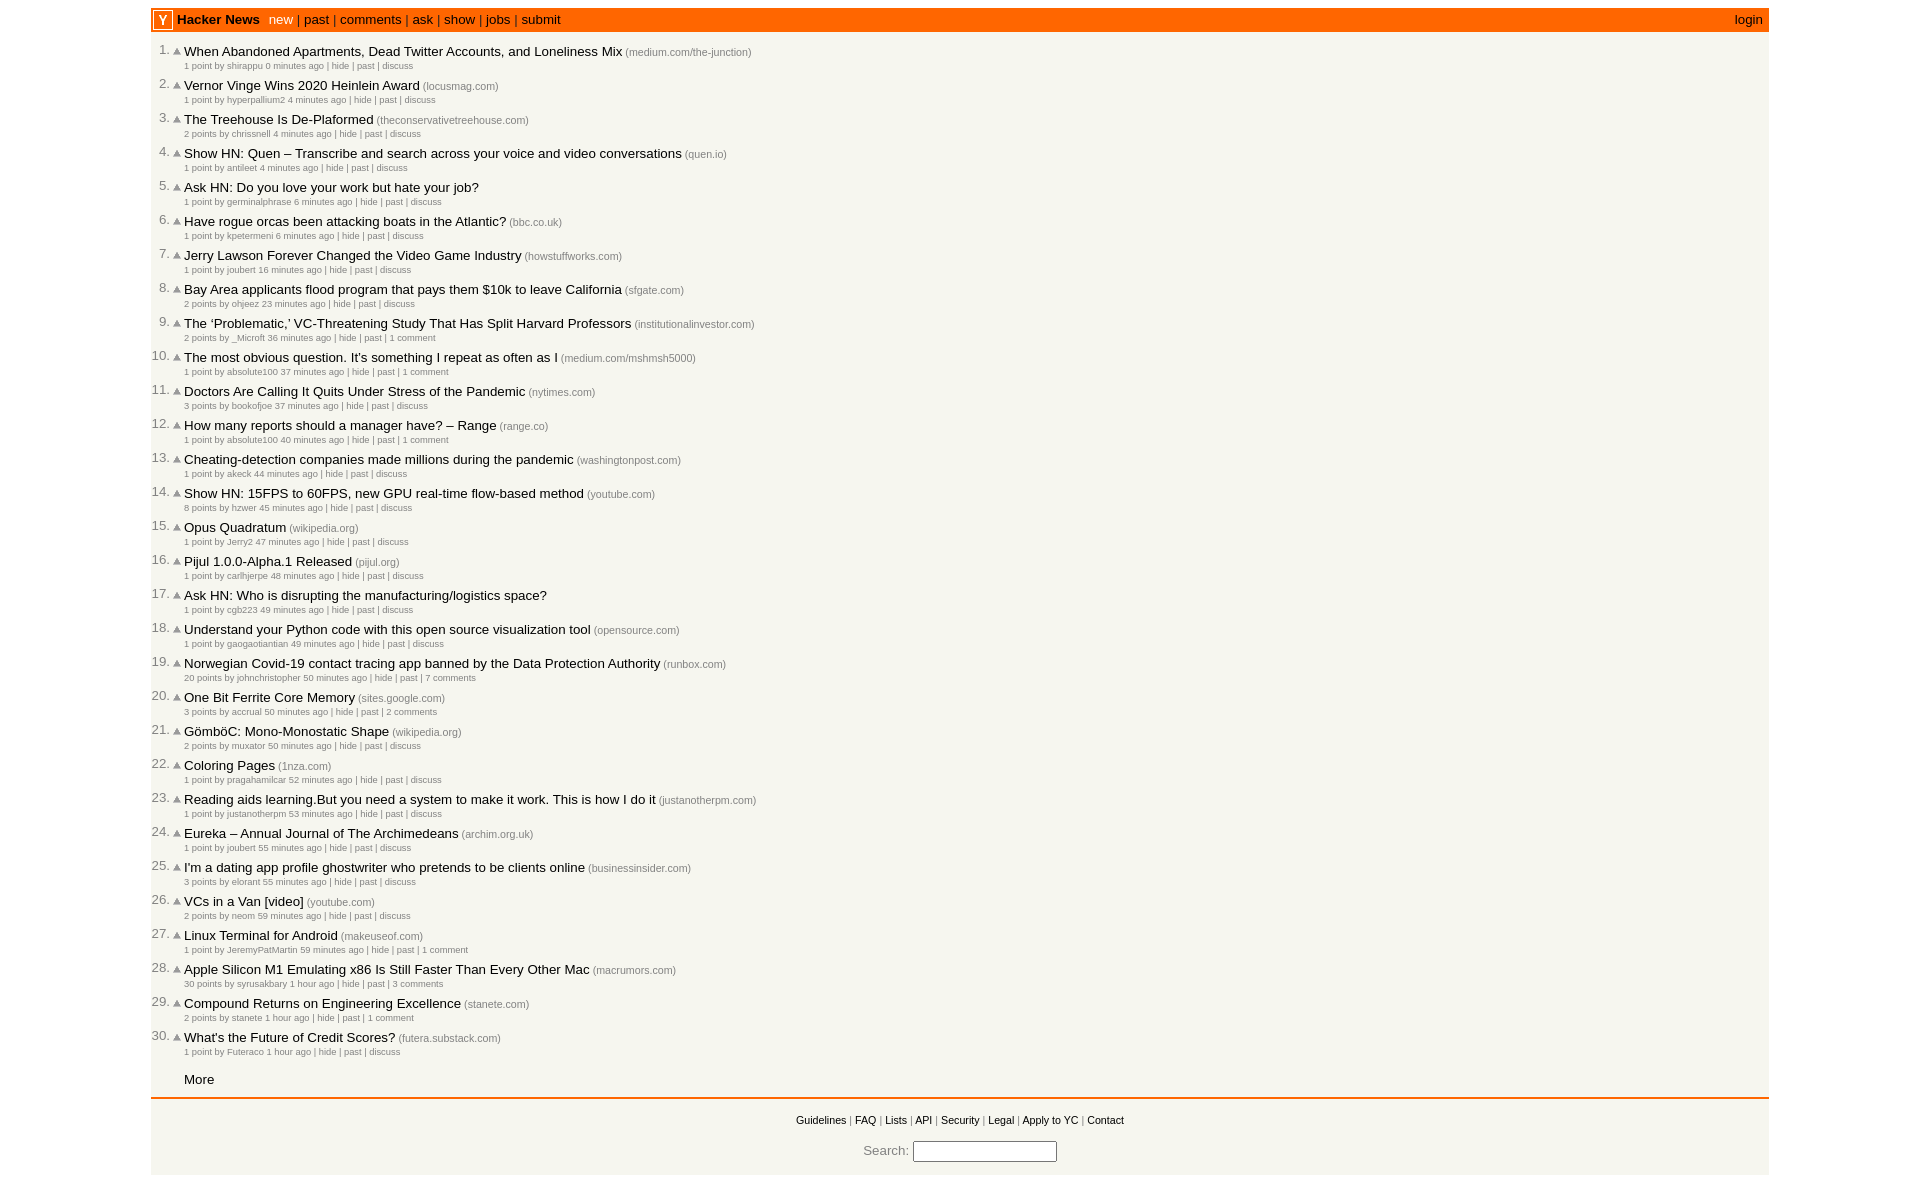 Y Hacker News new | past | comments | ask | show | jobs | submit login
1. When Abandoned Apartments, Dead Twitter Accounts, and Loneliness Mix (medium.com/the-junction)
1 point by shirappu 0 minutes ago | hide | past | discuss
2. Vernor Vinge Wins 2020 Heinlein Award (locusmag.com)
1 point by hyperpallium2 4 minutes ago | hide | past | discuss
3. The Treehouse Is De-Plaformed (theconservativetreehouse.com)
2 points by chrissnell 4 minutes ago | hide | past | discuss
4. Show HN: Quen – Transcribe and search across your voice and video conversations (quen.io)
1 point by antileet 4 minutes ago | hide | past | discuss
5. Ask HN: Do you love your work but hate your job?
1 point by germinalphrase 6 minutes ago | hide | past | discuss
6. Have rogue orcas been attacking boats in the Atlantic? (bbc.co.uk)
1 point by kpetermeni 6 minutes ago | hide | past | discuss
7. Jerry Lawson Forever Changed the Video Game Industry (howstuffworks.com)
1 point by joubert 16 minutes ago | hide | past | discuss
8. Bay Area applicants flood program that pays them $10k to leave California (sfgate.com)
2 points by ohjeez 23 minutes ago | hide | past | discuss
9. The ‘Problematic,’ VC-Threatening Study That Has Split Harvard Professors (institutionalinvestor.com)
2 points by _Microft 36 minutes ago | hide | past | 1 comment
10. The most obvious question. It’s something I repeat as often as I (medium.com/mshmsh5000)
1 point by absolute100 37 minutes ago | hide | past | 1 comment
11. Doctors Are Calling It Quits Under Stress of the Pandemic (nytimes.com)
3 points by bookofjoe 37 minutes ago | hide | past | discuss
12. How many reports should a manager have? – Range (range.co)
1 point by absolute100 40 minutes ago | hide | past | 1 comment
13. Cheating-detection companies made millions during the pandemic (washingtonpost.com)
1 point by akeck 44 minutes ago | hide | past | discuss
14. Show HN: 15FPS to 60FPS, new GPU real-time flow-based method (youtube.com)
8 points by hzwer 45 minutes ago | hide | past | discuss
15. Opus Quadratum (wikipedia.org)
1 point by Jerry2 47 minutes ago | hide | past | discuss
16. Pijul 1.0.0-Alpha.1 Released (pijul.org)
1 point by carlhjerpe 48 minutes ago | hide | past | discuss
17. Ask HN: Who is disrupting the manufacturing/logistics space?
1 point by cgb223 49 minutes ago | hide | past | discuss
18. Understand your Python code with this open source visualization tool (opensource.com)
1 point by gaogaotiantian 49 minutes ago | hide | past | discuss
19. Norwegian Covid-19 contact tracing app banned by the Data Protection Authority (runbox.com)
20 points by johnchristopher 50 minutes ago | hide | past | 7 comments
20. One Bit Ferrite Core Memory (sites.google.com)
3 points by accrual 50 minutes ago | hide | past | 2 comments
21. GömböC: Mono-Monostatic Shape (wikipedia.org)
2 points by muxator 50 minutes ago | hide | past | discuss
22. Coloring Pages (1nza.com)
1 point by pragahamilcar 52 minutes ago | hide | past | discuss
23. Reading aids learning.But you need a system to make it work. This is how I do it (justanotherpm.com)
1 point by justanotherpm 53 minutes ago | hide | past | discuss
24. Eureka – Annual Journal of The Archimedeans (archim.org.uk)
1 point by joubert 55 minutes ago | hide | past | discuss
25. I'm a dating app profile ghostwriter who pretends to be clients online (businessinsider.com)
3 points by elorant 55 minutes ago | hide | past | discuss
26. VCs in a Van [video] (youtube.com)
2 points by neom 59 minutes ago | hide | past | discuss
27. Linux Terminal for Android (makeuseof.com)
1 point by JeremyPatMartin 59 minutes ago | hide | past | 1 comment
28. Apple Silicon M1 Emulating x86 Is Still Faster Than Every Other Mac (macrumors.com)
30 points by syrusakbary 1 hour ago | hide | past | 3 comments
29. Compound Returns on Engineering Excellence (stanete.com)
2 points by stanete 1 hour ago | hide | past | 1 comment
30. What's the Future of Credit Scores? (futera.substack.com)
1 point by Futeraco 1 hour ago | hide | past | discuss
More
Guidelines | FAQ | Lists | API | Security | Legal | Apply to YC | Contact
Search: